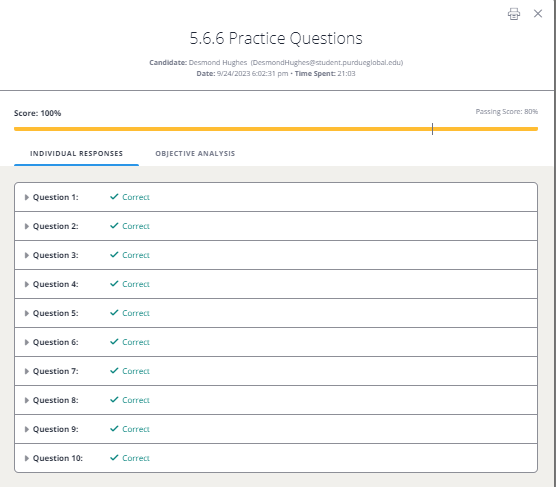 5.6.6 Practice Questions
Candidate: Desmond Hughes (DesmondHughes@student.purdueglobal.edu)
Date: 9/24/2023 6:02:31 pm • Time Spent: 21:03
Score: 100%
Passing Score: 80%
INDIVIDUAL RESPONSES
OBJECTIVE ANALYSIS
Question 1: Correct
Question 2: Correct
Question 3: Correct
Question 4: Correct
Question 5: Correct
Question 6: Correct
Question 7: Correct
Question 8: Correct
Question 9: Correct
Question 10: Correct